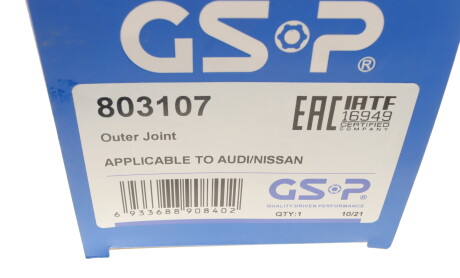 GSP®
803107
Outer Joint
APPLICABLE TO AUDI/NISSAN
EAC IATF
16949
CERTIFIED
COMPANY
GSP
QUALITY DRIVEN PERFORMANCE
6 933688 908402
QTY:1 10/21